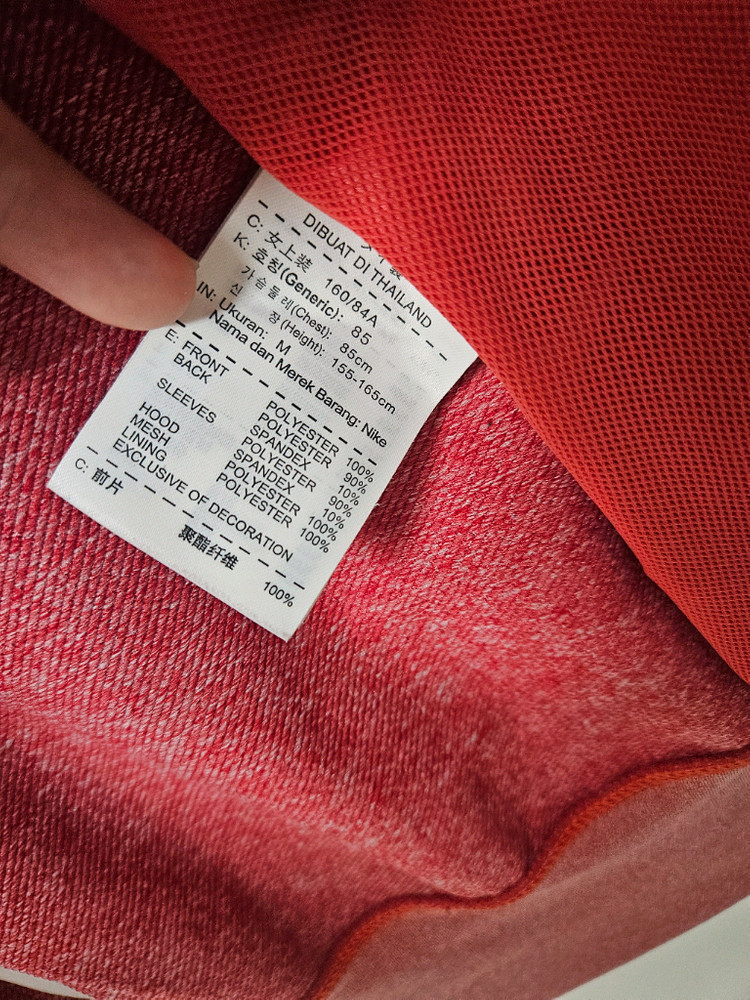 DIBUAT DI THAILAND
C: 女上装 160/84A
K: 호칭(Generic): 85
가슴둘레(Chest): 85cm
신 장(Height): 155-165cm
IN: Ukuran: M
Nama dan Merek Barang: Nike
E: FRONT POLYESTER 100%
BACK POLYESTER 90%
SPANDEX 10%
SLEEVES POLYESTER 90%
SPANDEX 10%
HOOD POLYESTER 100%
MESH LINING POLYESTER 100%
EXCLUSIVE OF DECORATION
C: 前片 聚酯纤维 100%